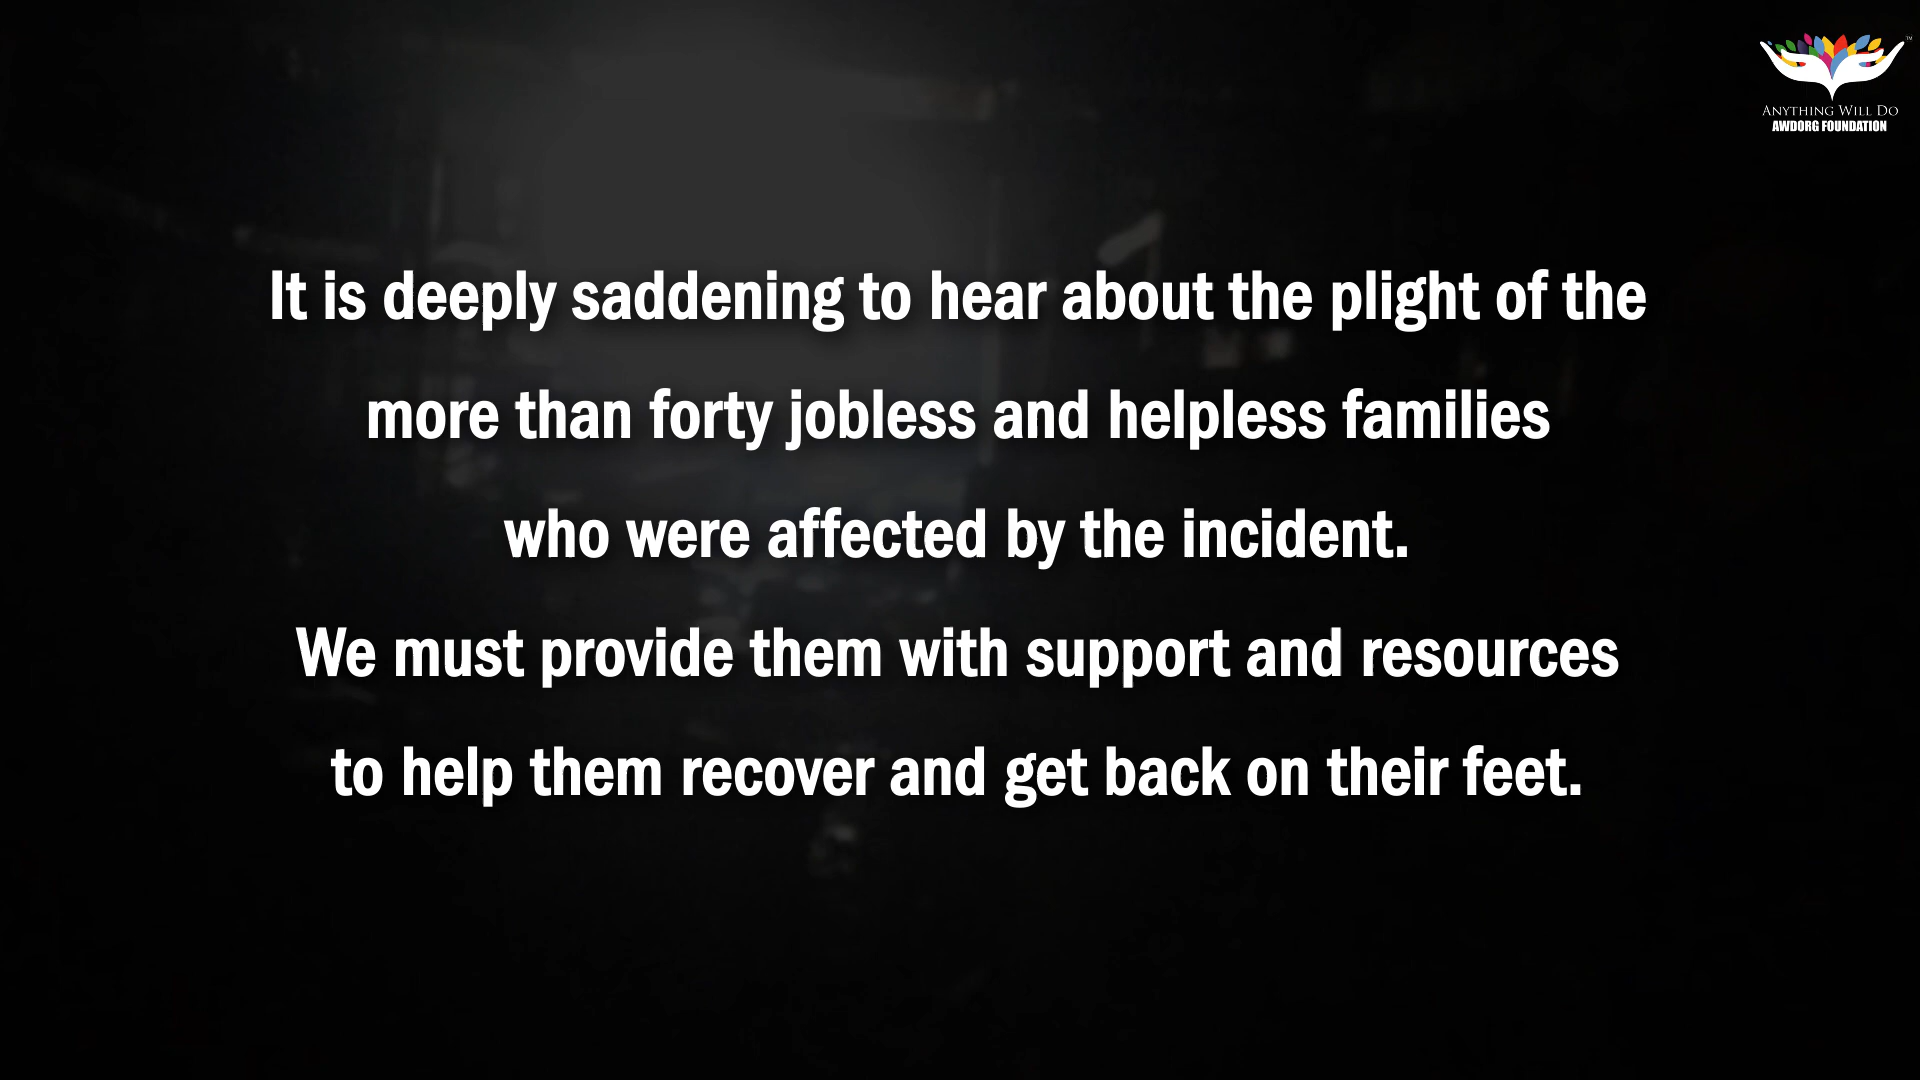 TM
ANYTHING WILL DO
AWDORG FOUNDATION
It is deeply saddening to hear about the plight of the
more than forty jobless and helpless families
who were affected by the incident.
We must provide them with support and resources
to help them recover and get back on their feet.